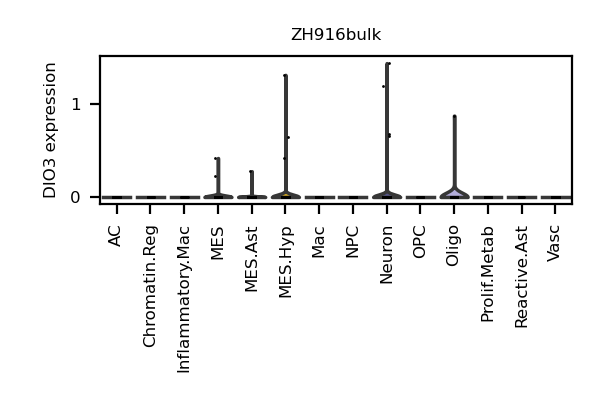 ZH916bulk
DIO3 expression
1
0
AC
Chromatin.Reg
Inflammatory.Mac
MES
MES.Ast
MES.Hyp
Mac
NPC
Neuron
OPC
Oligo
Prolif.Metab
Reactive.Ast
Vasc